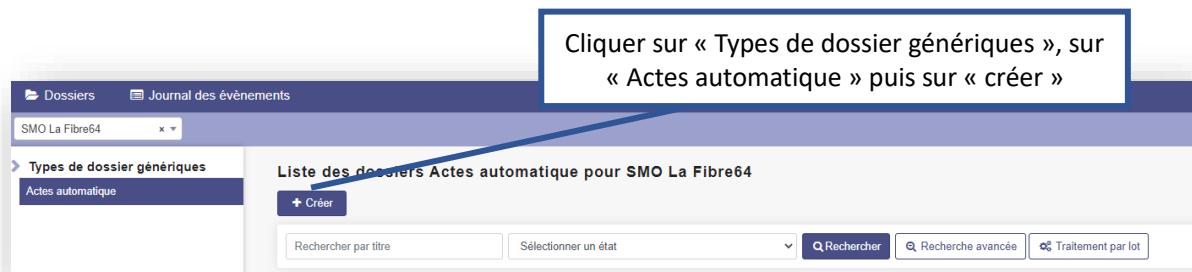 Cliquer sur « Types de dossier génériques », sur
« Actes automatique » puis sur « créer »
Dossiers Journal des évènements
SMO La Fibre64 x
Types de dossier génériques
Actes automatique
Liste des dossiers Actes automatique pour SMO La Fibre64
+ Créer
Rechercher par titre Sélectionner un état Rechercher Recherche avancée Traitement par lot